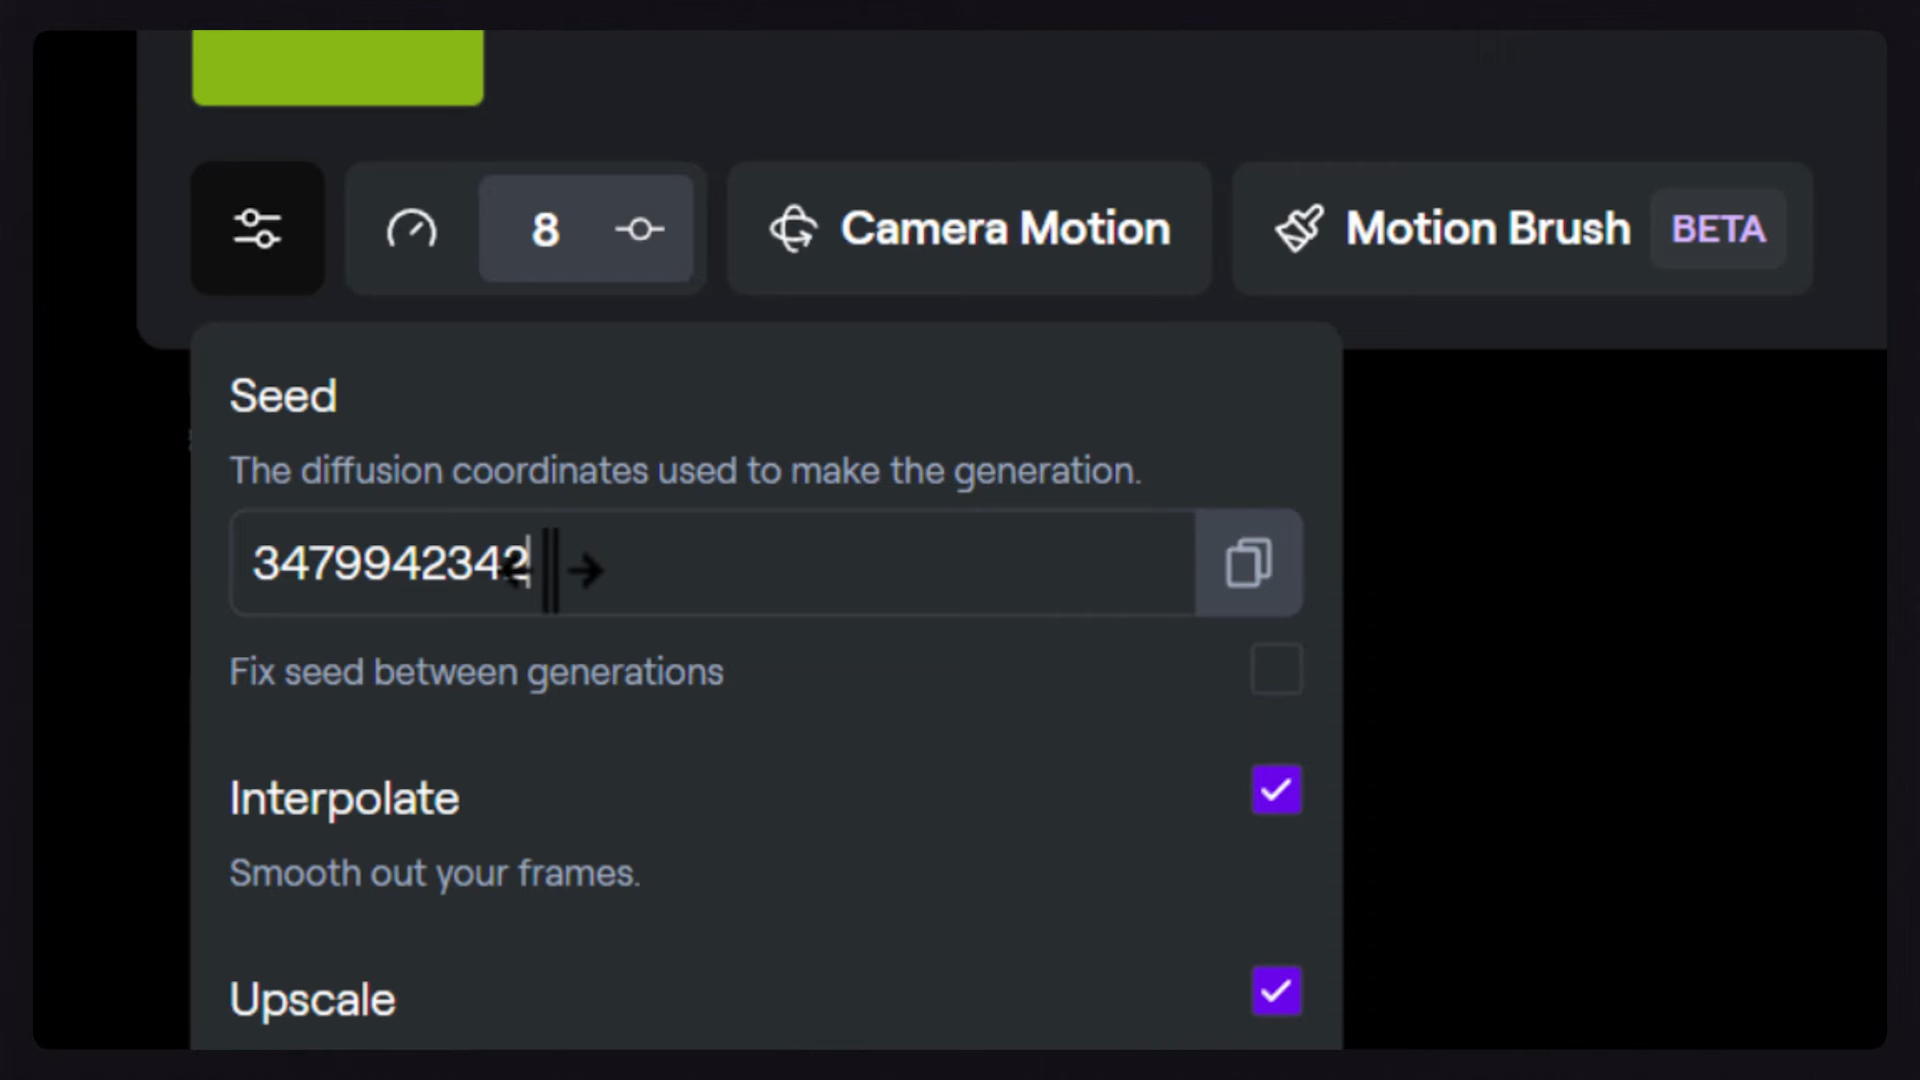 8
Camera Motion
Motion Brush BETA
Seed
The diffusion coordinates used to make the generation.
3479942342
Fix seed between generations
Interpolate
Smooth out your frames.
Upscale